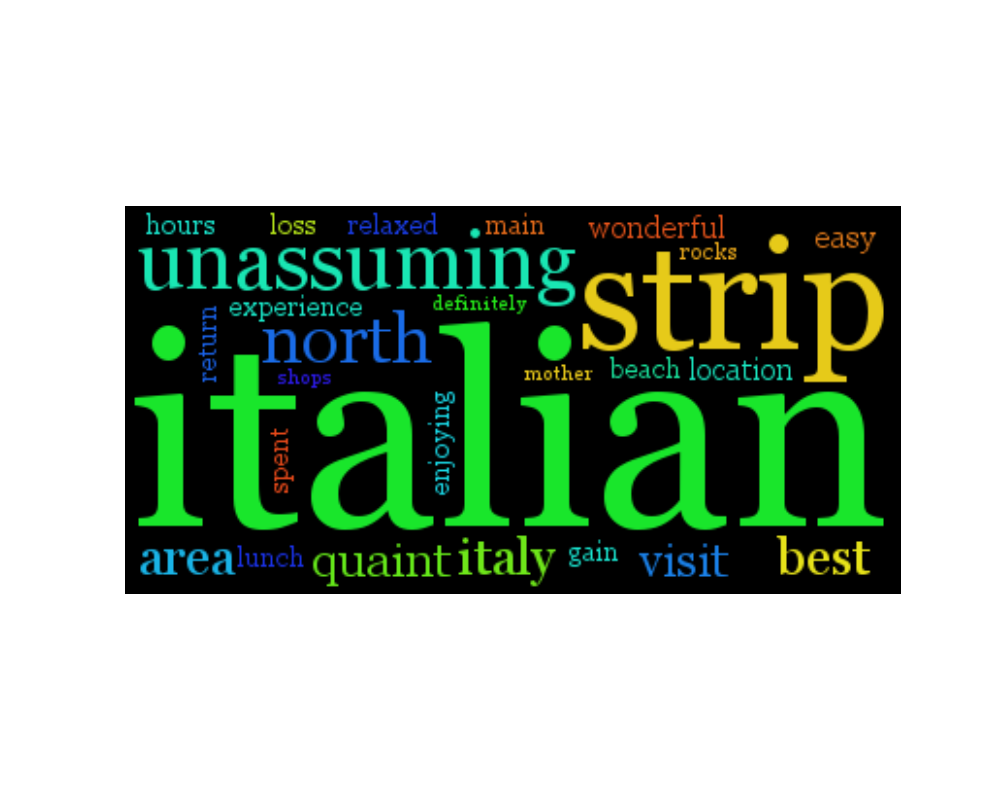 hours loss relaxed main wonderful easy
unassuming rocks strip
experience definitely
return north
shops mother beach location
italian
spent enjoying
area lunch quaint italy gain visit best